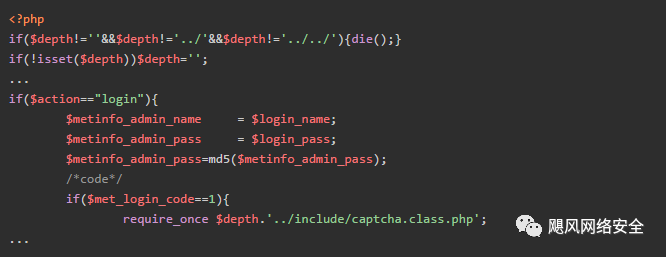 <?php
if($depth!=''&&$depth!='../'&&$depth!='../../'){die();}
if(!isset($depth))$depth='';
...
if($action=="login"){
        $metinfo_admin_name     = $login_name;
        $metinfo_admin_pass     = $login_pass;
        $metinfo_admin_pass=md5($metinfo_admin_pass);
        /*code*/
        if($met_login_code==1){
                require_once $depth.'../include/captcha.class.php';
...
飓风网络安全